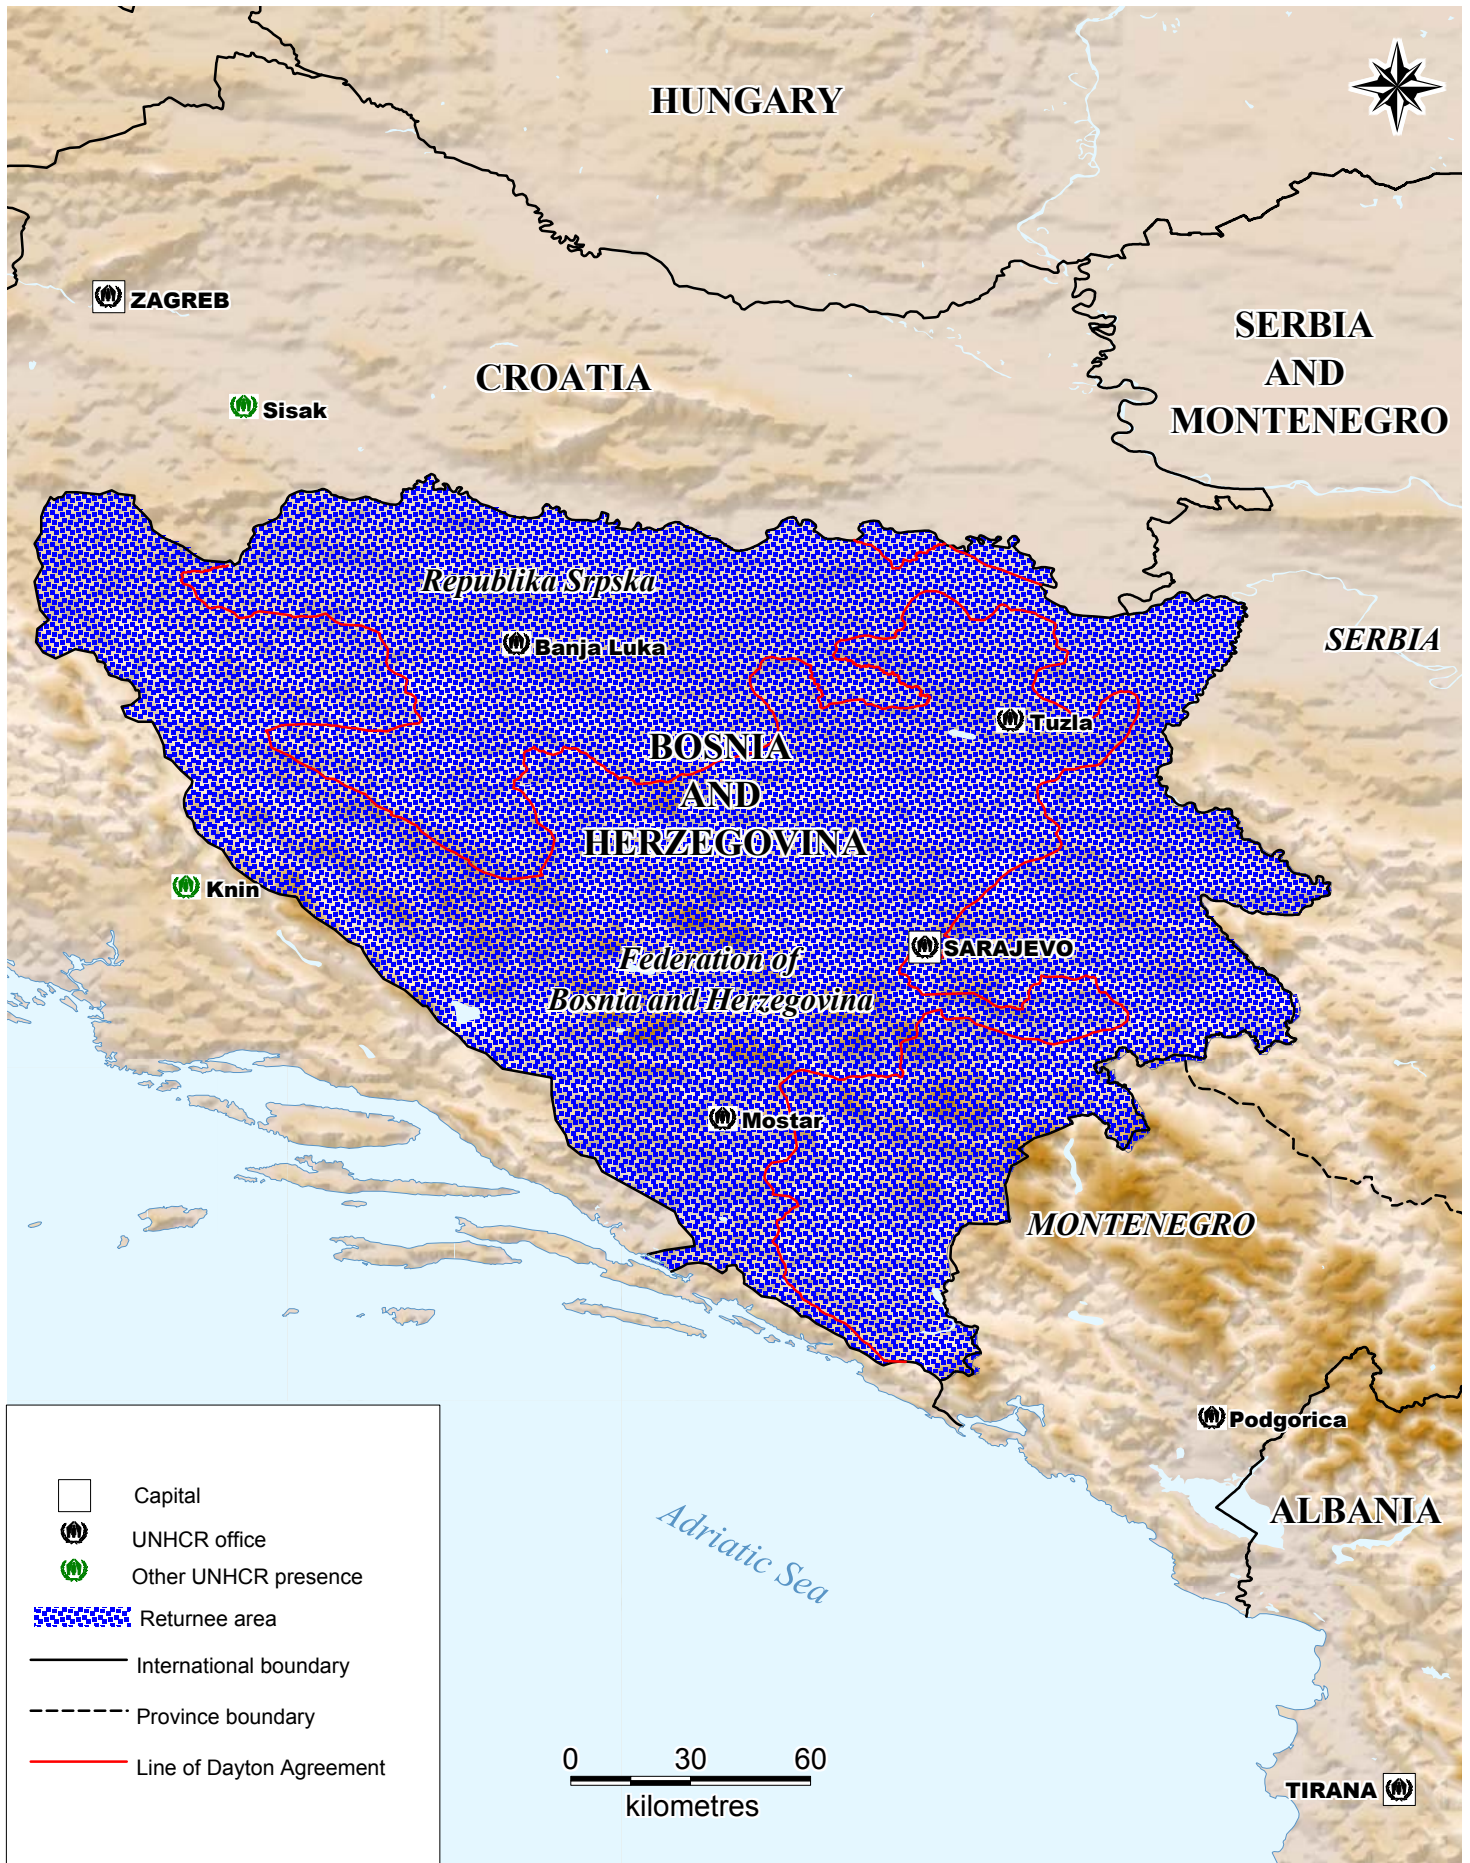 HUNGARY
ZAGREB
SERBIA
AND
MONTENEGRO
CROATIA
Sisak
Republika Srpska
SERBIA
Banja Luka
Tuzla
BOSNIA
AND
HERZEGOVINA
Knin
SARAJEVO
Federation of
Bosnia and Herzegovina
Mostar
MONTENEGRO
Podgorica
ALBANIA
Adriatic Sea
Capital
UNHCR office
Other UNHCR presence
Returnee area
International boundary
Province boundary
Line of Dayton Agreement
0 30 60
kilometres
TIRANA